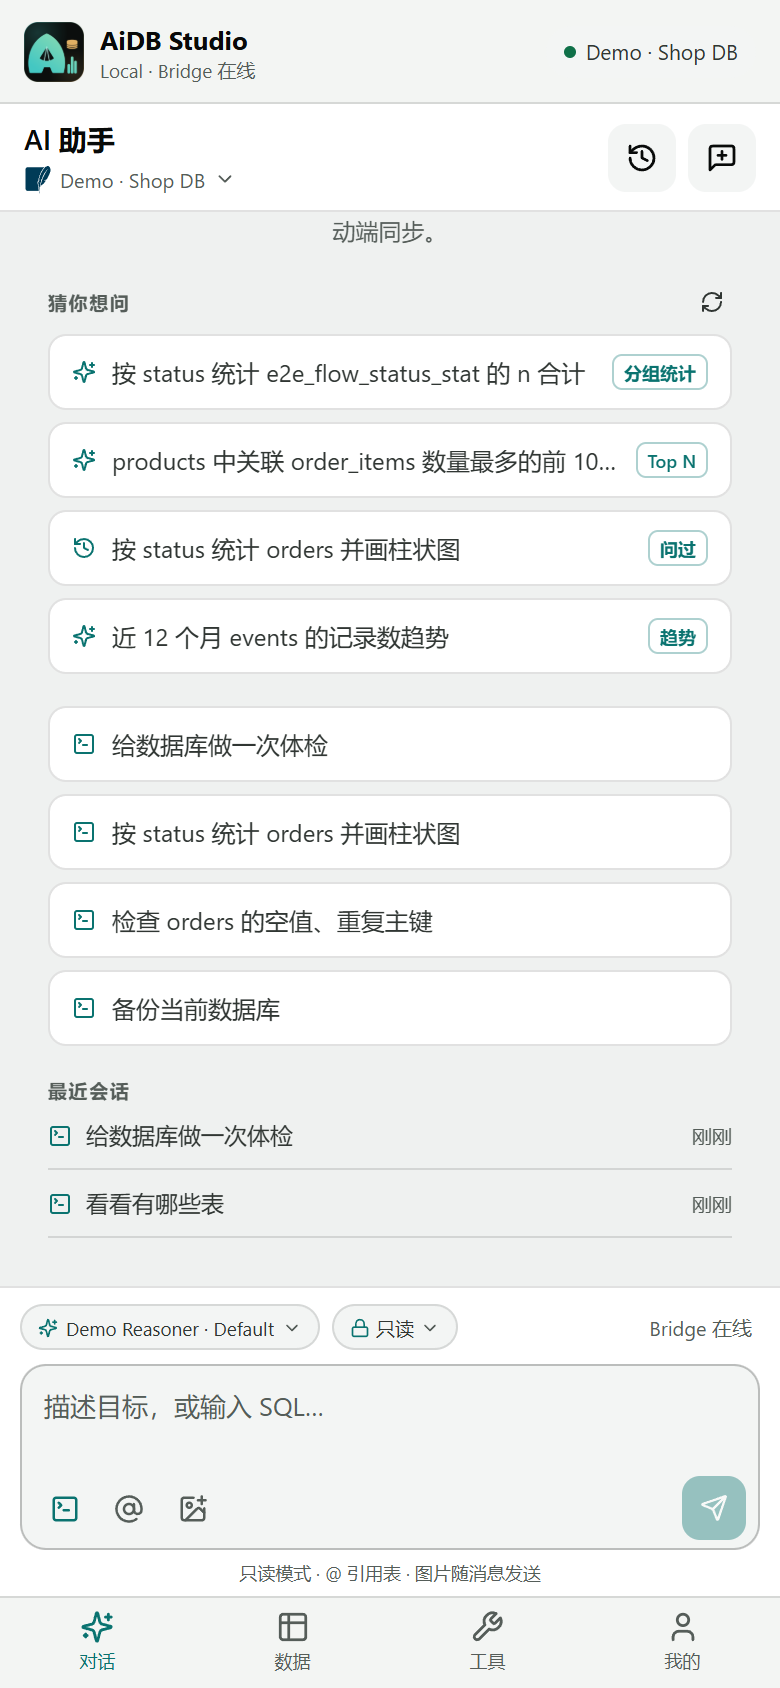 AiDB Studio
Local · Bridge 在线
Demo · Shop DB
AI 助手
Demo · Shop DB
动端同步。
猜你想问
按 status 统计 e2e_flow_status_stat 的 n 合计
分组统计
products 中关联 order_items 数量最多的前 10...
Top N
按 status 统计 orders 并画柱状图
问过
近 12 个月 events 的记录数趋势
趋势
给数据库做一次体检
按 status 统计 orders 并画柱状图
检查 orders 的空值、重复主键
备份当前数据库
最近会话
给数据库做一次体检
刚刚
看看有哪些表
刚刚
Demo Reasoner · Default
只读
Bridge 在线
描述目标，或输入 SQL...
只读模式 · @ 引用表 · 图片随消息发送
对话
数据
工具
我的